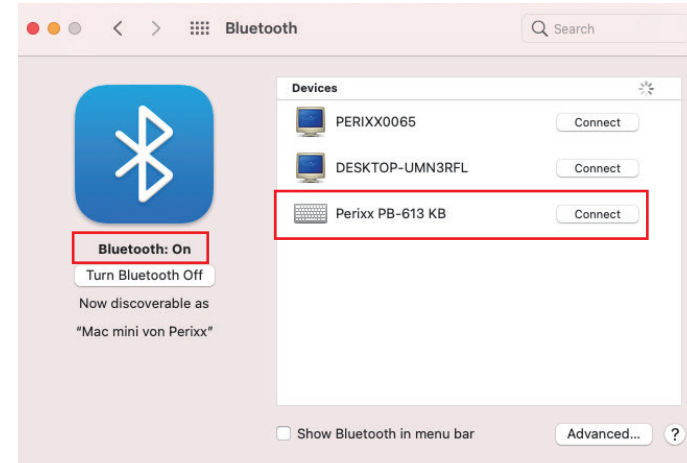 Bluetooth
Search
Bluetooth: On
Turn Bluetooth Off
Now discoverable as
“Mac mini von Perixx”
Devices
PERIXX0065 Connect
DESKTOP-UMN3RFL Connect
Perixx PB-613 KB Connect
Show Bluetooth in menu bar
Advanced... ?